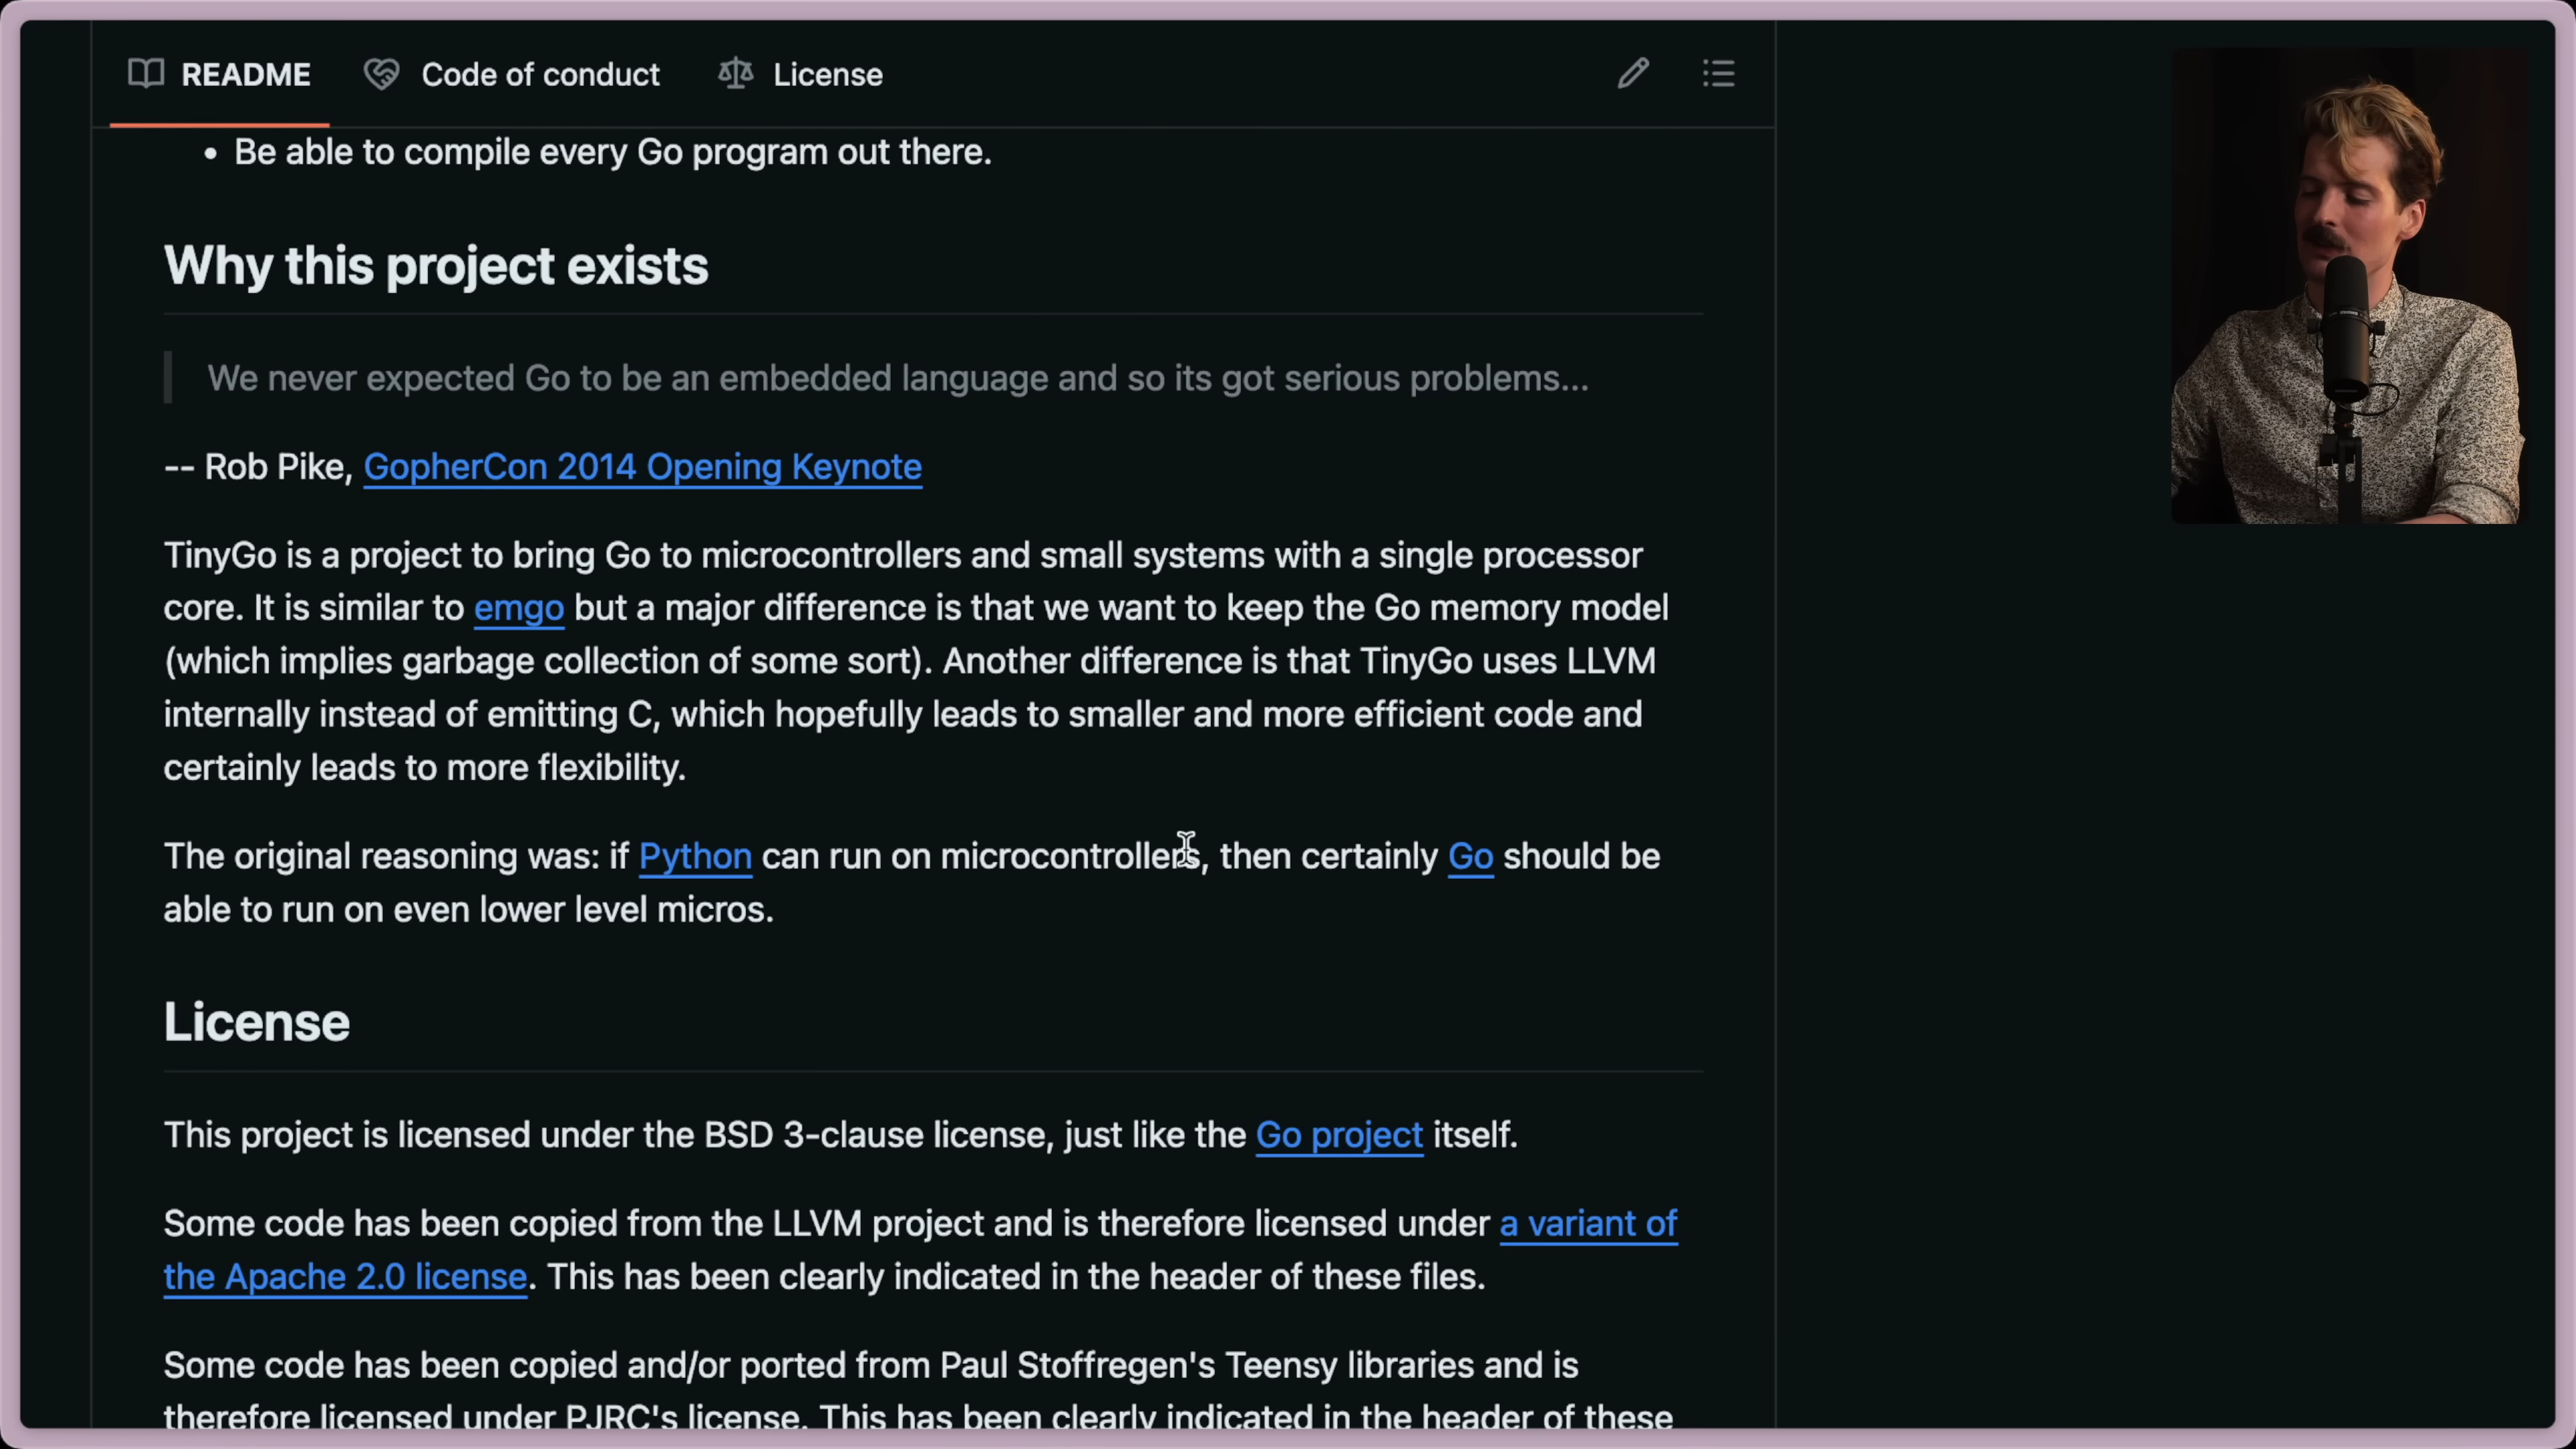 README
Code of conduct
License
• Be able to compile every Go program out there.
Why this project exists
We never expected Go to be an embedded language and so its got serious problems...
-- Rob Pike, GopherCon 2014 Opening Keynote
TinyGo is a project to bring Go to microcontrollers and small systems with a single processor
core. It is similar to emgo but a major difference is that we want to keep the Go memory model
(which implies garbage collection of some sort). Another difference is that TinyGo uses LLVM
internally instead of emitting C, which hopefully leads to smaller and more efficient code and
certainly leads to more flexibility.
The original reasoning was: if Python can run on microcontrollers, then certainly Go should be
able to run on even lower level micros.
License
This project is licensed under the BSD 3-clause license, just like the Go project itself.
Some code has been copied from the LLVM project and is therefore licensed under a variant of
the Apache 2.0 license. This has been clearly indicated in the header of these files.
Some code has been copied and/or ported from Paul Stoffregen's Teensy libraries and is
therefore licensed under PJRC's license. This has been clearly indicated in the header of these